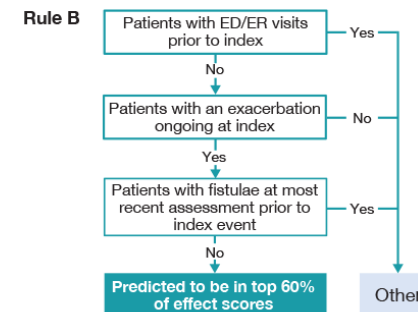 Rule B
Patients with ED/ER visits
prior to index
Yes
No
Patients with an exacerbation
ongoing at index
No
Yes
Patients with fistulae at most
recent assessment prior to
index event
Yes
No
Predicted to be in top 60%
of effect scores
Other